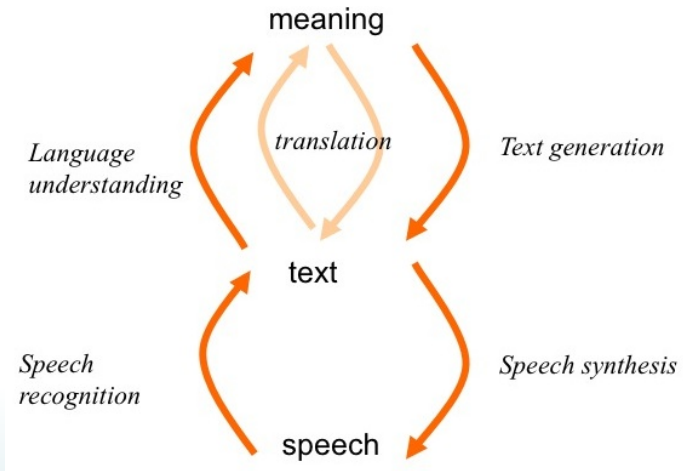 meaning
translation
Language
understanding
Text generation
text
Speech
recognition
Speech synthesis
speech